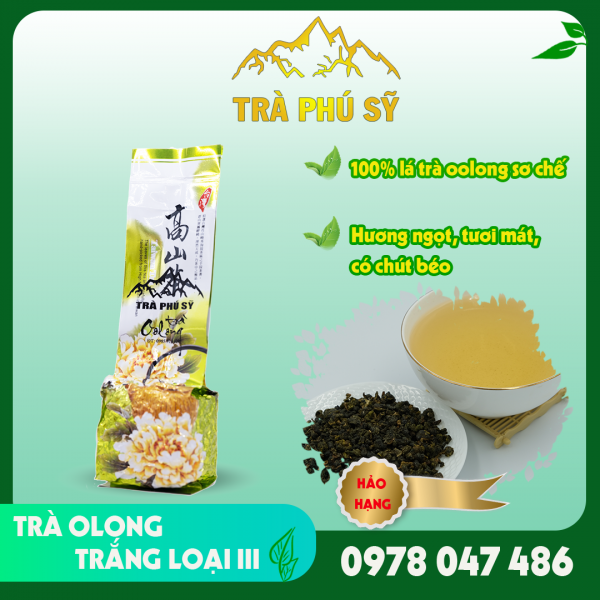 TRÀ PHÚ SỸ
100% lá trà oolong sơ chế
Hương ngọt, tươi mát,
có chút béo
高山
TRÀ PHÚ SỸ
Trà
Oolong
HẢO
HẠNG
TRÀ OLONG
TRẮNG LOẠI III
0978 047 486